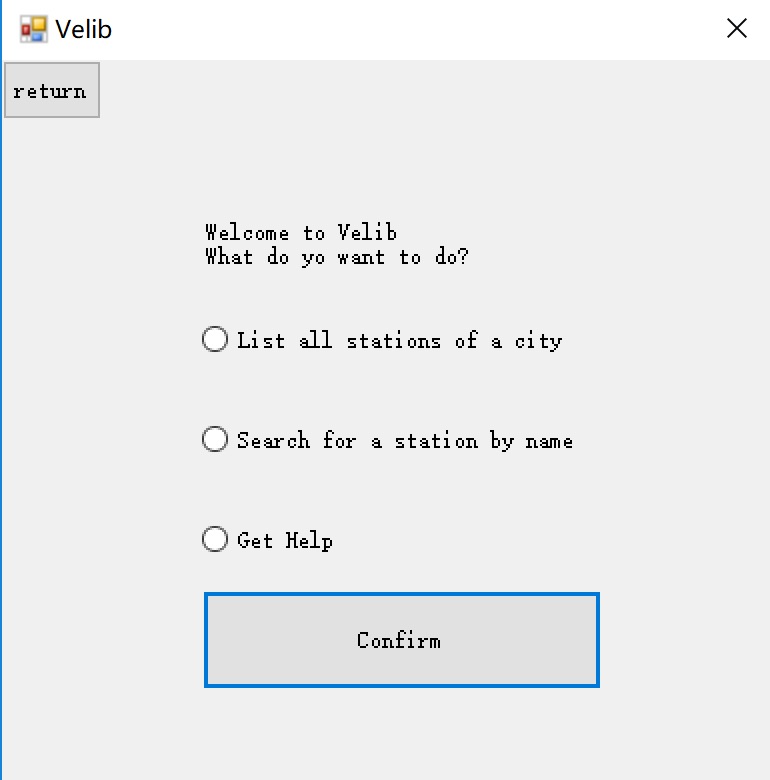 Velib
return
Welcome to Velib
What do yo want to do?
List all stations of a city
Search for a station by name
Get Help
Confirm